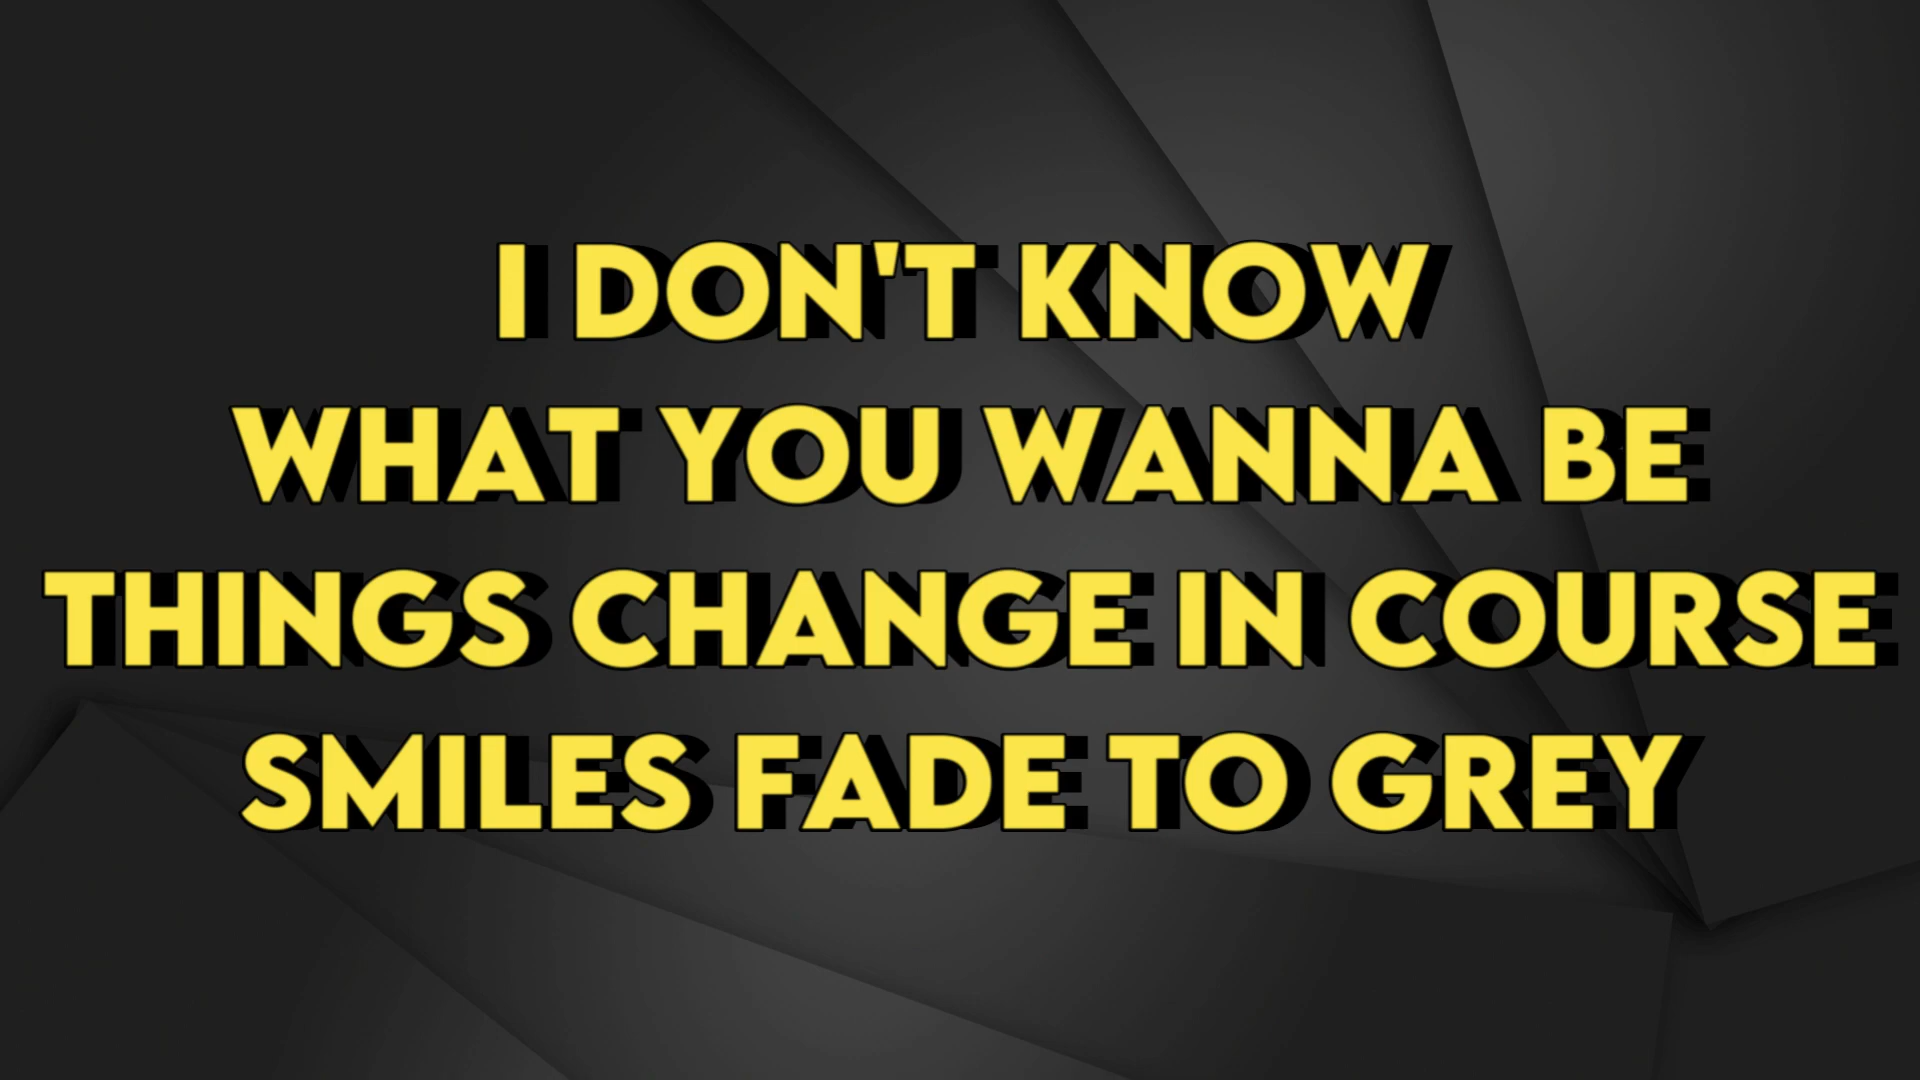 I DON'T KNOW
WHAT YOU WANNA BE
THINGS CHANGE IN COURSE
SMILES FADE TO GREY